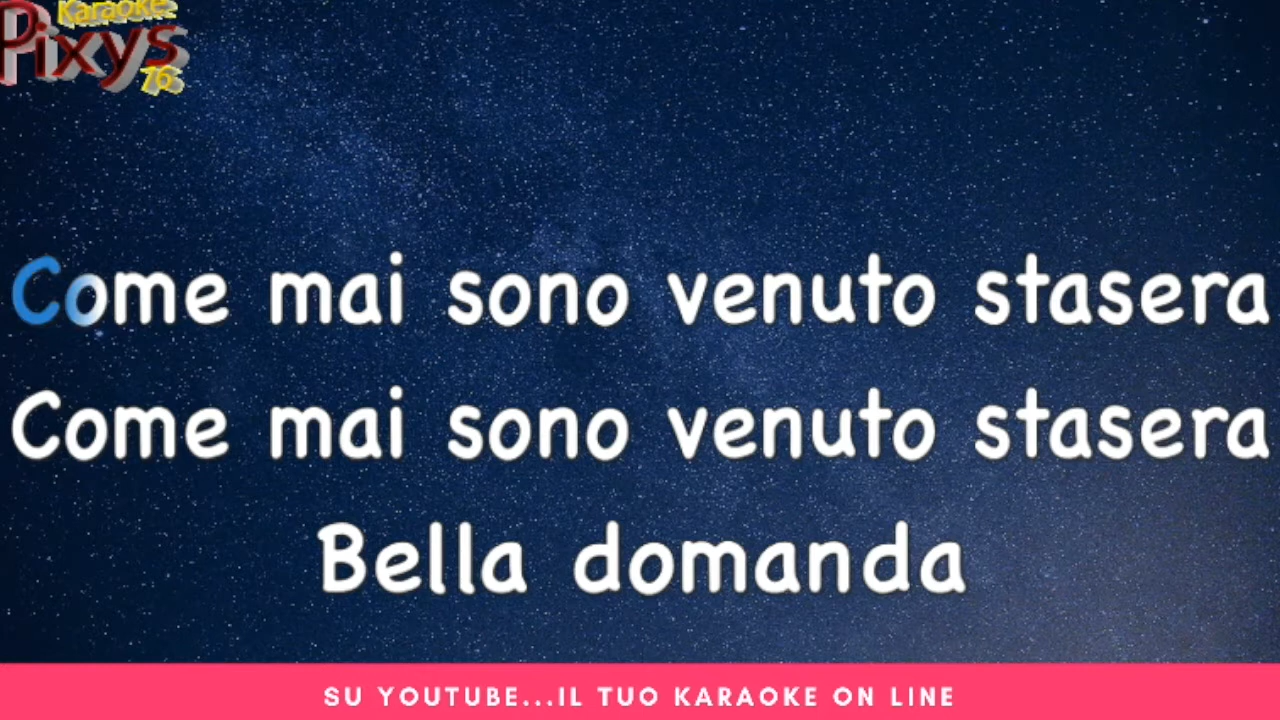 Karaoke
Pixys
76
Come mai sono venuto stasera
Come mai sono venuto stasera
Bella domanda
SU YOUTUBE...IL TUO KARAOKE ON LINE